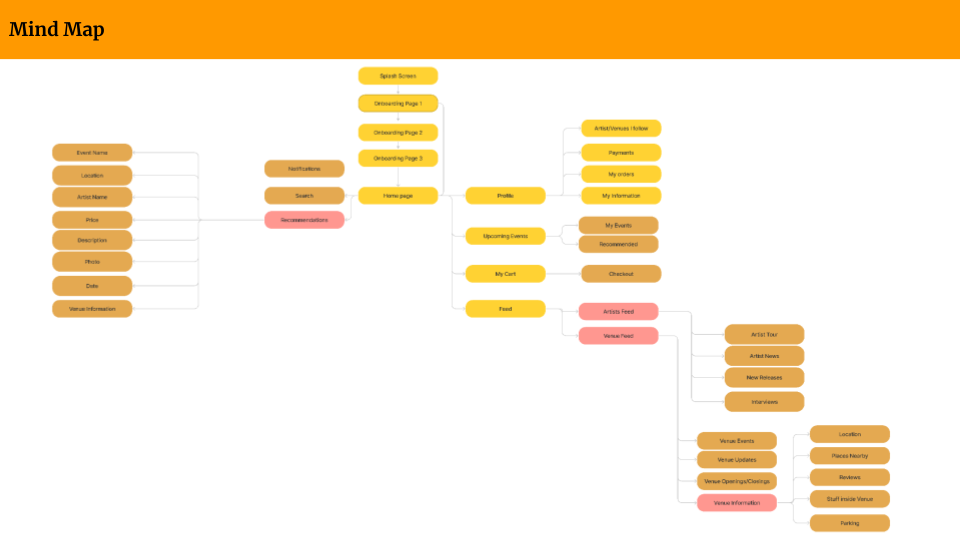 Mind Map
Splash Screen
Onboarding Page 1
Onboarding Page 2
Onboarding Page 3
Home page
Notifications
Search
Recommendations
Event Name
Location
Artist Name
Price
Description
Photo
Date
Venue Information
Profile
Upcoming Events
My Cart
Feed
Artist/Venues I follow
Payments
My orders
My Information
My Events
Recommended
Checkout
Artists Feed
Venue Feed
Artist Tour
Artist News
New Releases
Interviews
Venue Events
Venue Updates
Venue Openings/Closings
Venue Information
Location
Places Nearby
Reviews
Staff inside Venue
Parking